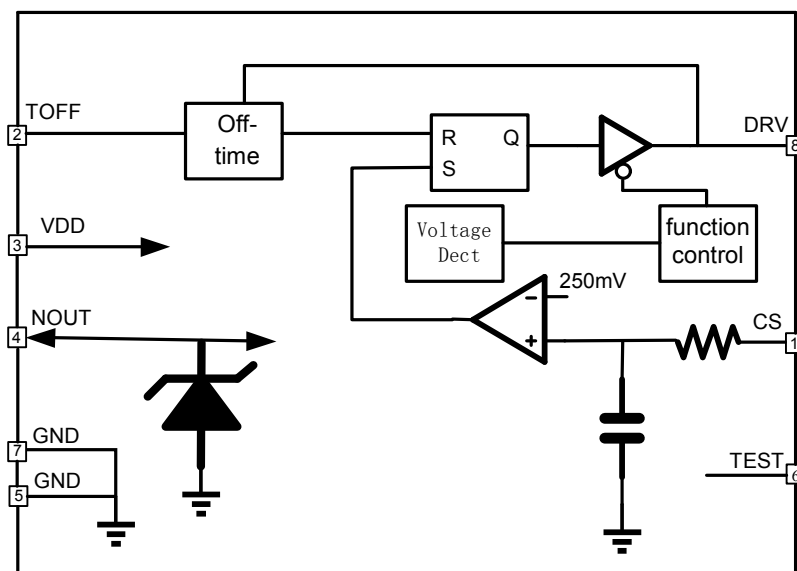 TOFF
2
Off-
time
R
Q
S
DRV
8
VDD
3
Voltage
Dect
function
control
250mV
NOUT
4
-
+
CS
1
GND
7
GND
5
TEST
6